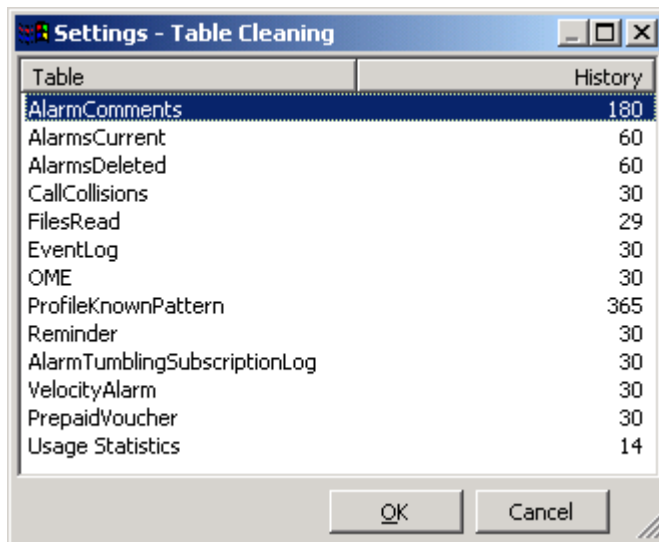 Settings - Table Cleaning
Table History
AlarmComments 180
AlarmsCurrent 60
AlarmsDeleted 60
CallCollisions 30
FilesRead 29
EventLog 30
OME 30
ProfileKnownPattern 365
Reminder 30
AlarmTumblingSubscriptionLog 30
VelocityAlarm 30
PrepaidVoucher 30
Usage Statistics 14
OK Cancel